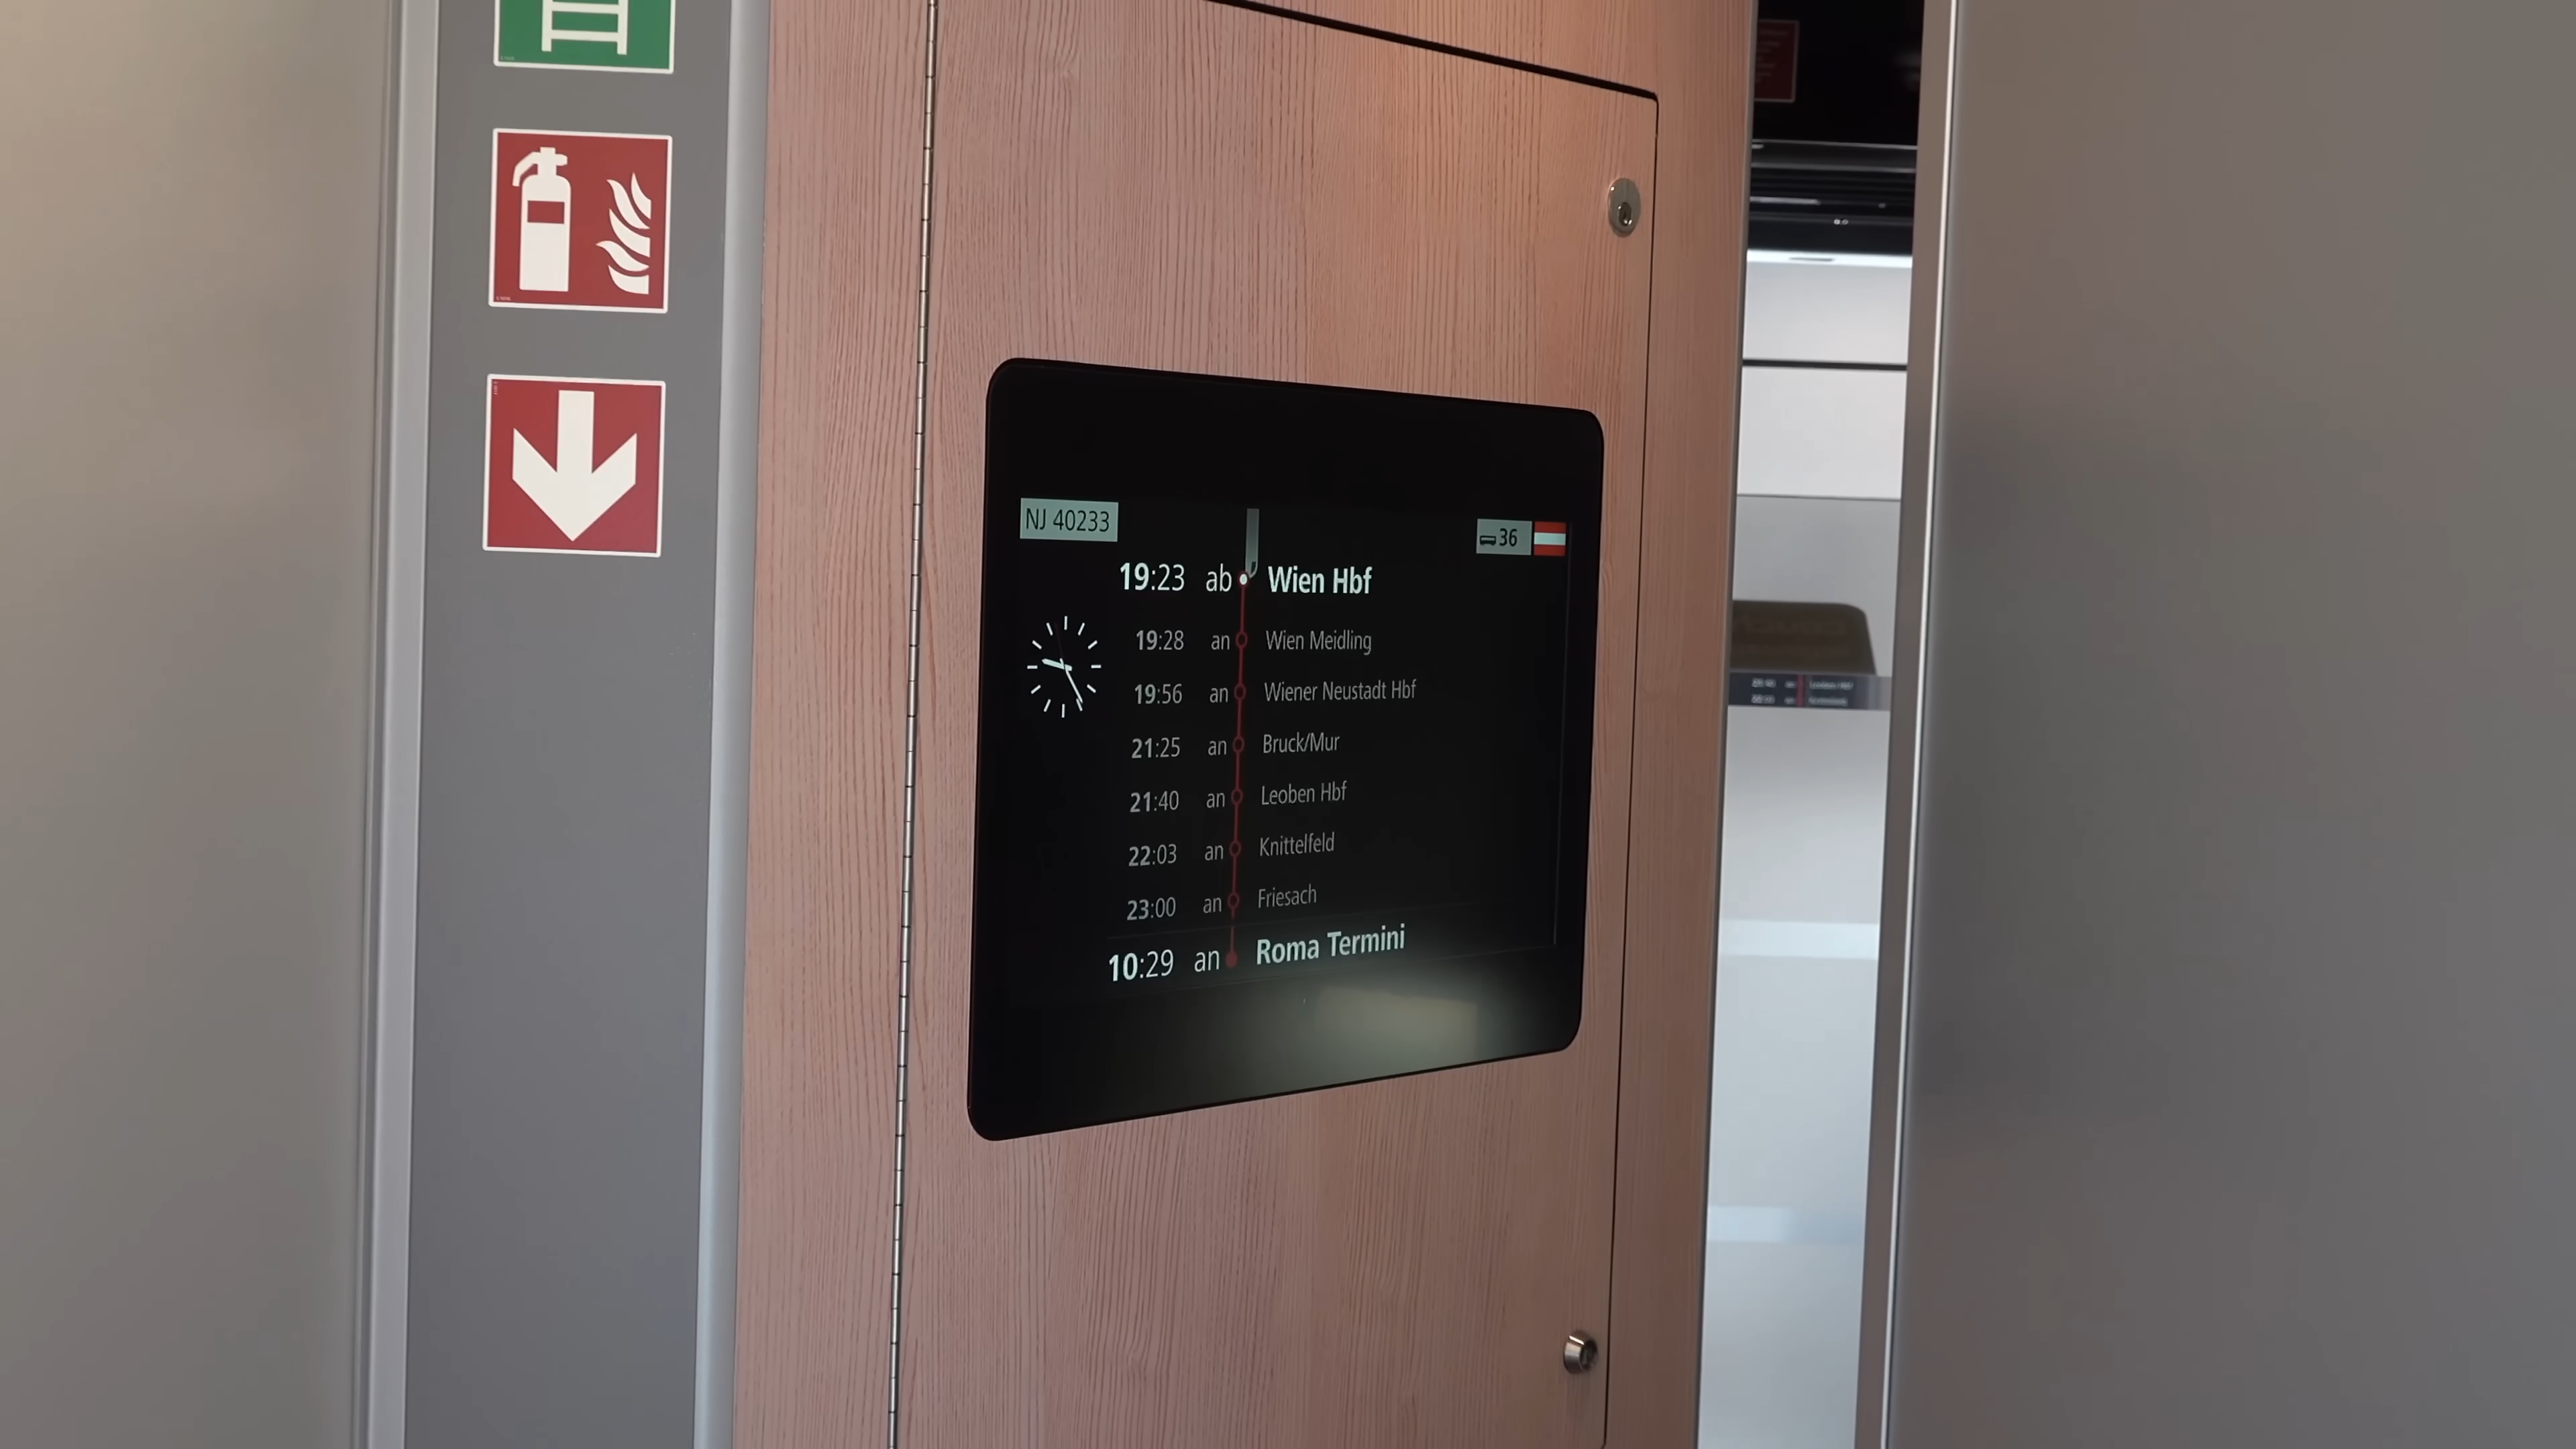 NJ 40233
36
19:23 ab Wien Hbf
19:28 an Wien Meidling
19:56 an Wiener Neustadt Hbf
21:25 an Bruck/Mur
21:40 an Leoben Hbf
22:03 an Knittelfeld
23:00 an Friesach
10:29 an Roma Termini